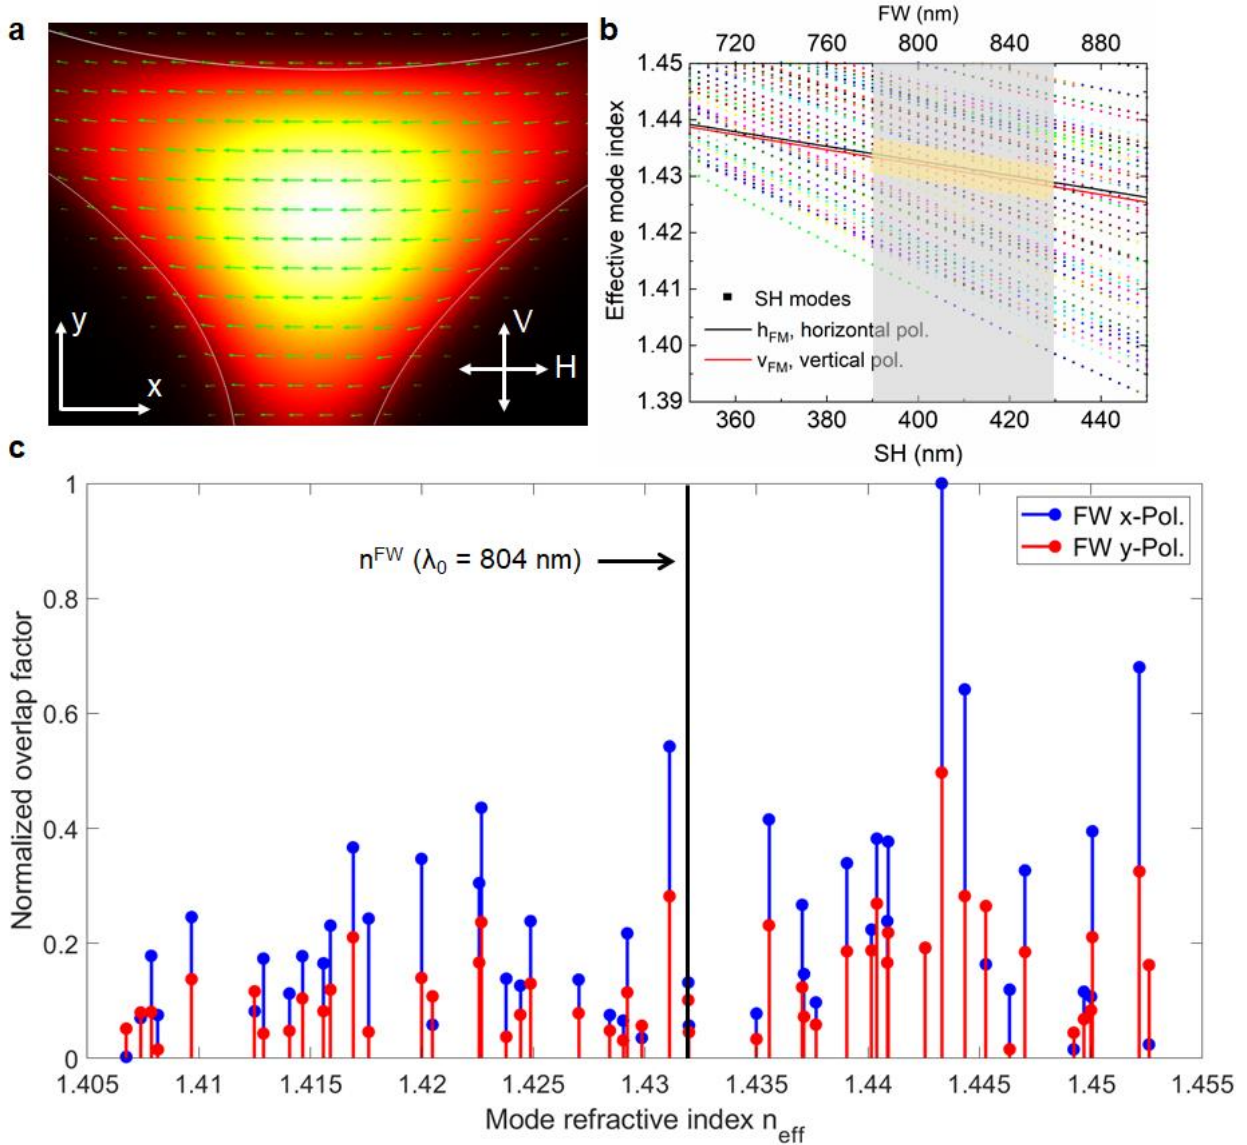 a
y
x
V
H
b
FW (nm)
720 760 800 840 880
1.45
1.44
1.43
1.42
1.41
1.40
1.39
Effective mode index
SH modes
h_FM, horizontal pol.
v_FM, vertical pol.
360 380 400 420 440
SH (nm)
c
1
0.8
0.6
0.4
0.2
0
Normalized overlap factor
n^FW (λ₀ = 804 nm)
FW x-Pol.
FW y-Pol.
1.405 1.41 1.415 1.42 1.425 1.43 1.435 1.44 1.445 1.45 1.455
Mode refractive index n_eff